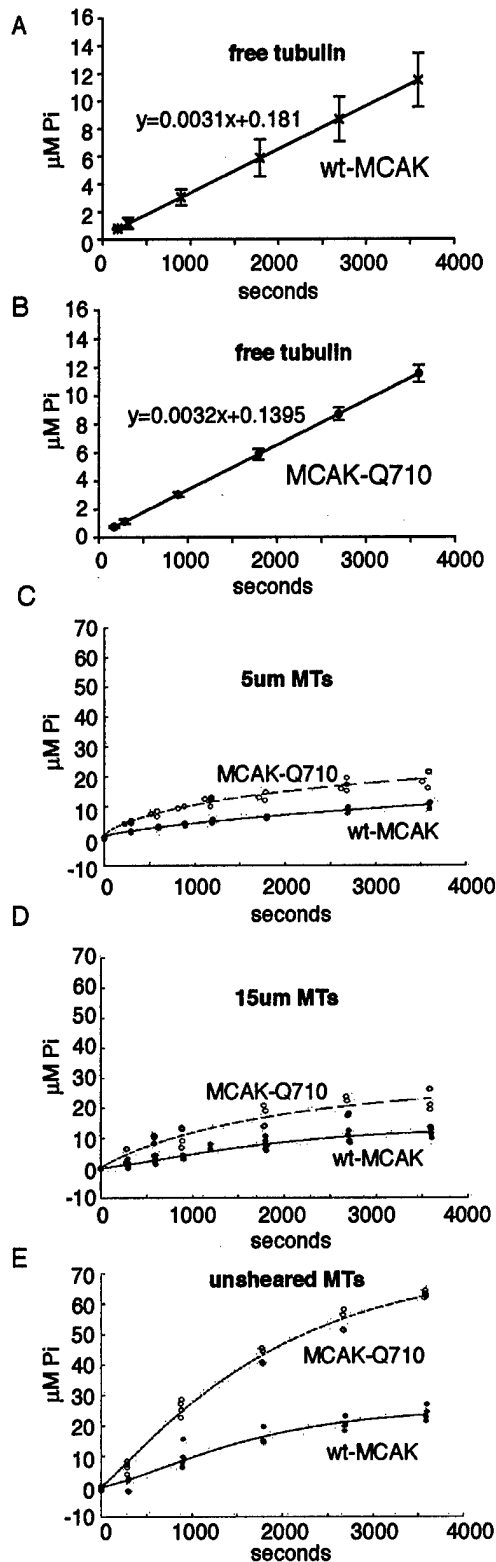 A
16
14
12
10
8
6
4
2
0
µM Pi
free tubulin
y=0.0031x+0.181
wt-MCAK
0 1000 2000 3000 4000
seconds
B
16
14
12
10
8
6
4
2
0
µM Pi
free tubulin
y=0.0032x+0.1395
MCAK-Q710
0 1000 2000 3000 4000
seconds
C
70
60
50
40
30
20
10
0
-10
µM Pi
5um MTs
MCAK-Q710
wt-MCAK
0 1000 2000 3000 4000
seconds
D
70
60
50
40
30
20
10
0
-10
µM Pi
15um MTs
MCAK-Q710
wt-MCAK
0 1000 2000 3000 4000
seconds
E
70
60
50
40
30
20
10
0
-10
µM Pi
unsheared MTs
MCAK-Q710
wt-MCAK
0 1000 2000 3000 4000
seconds